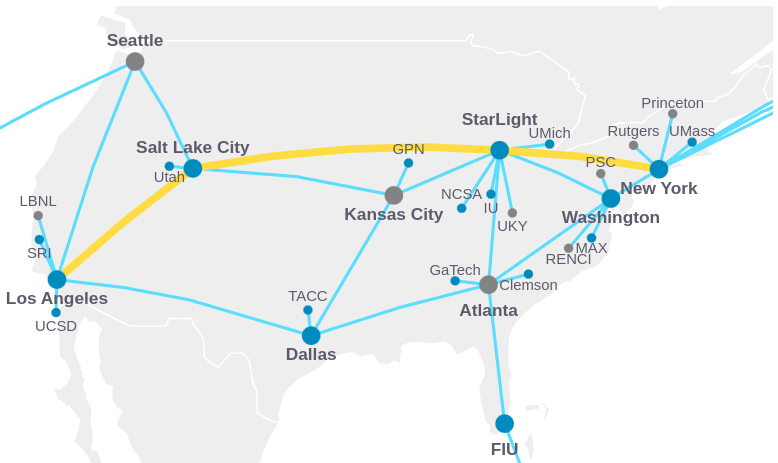 Seattle
Princeton
StarLight
UMich
Rutgers
UMass
Salt Lake City
GPN
PSC
Utah
New York
LBNL
NCSA
IU
Kansas City
Washington
UKY
SRI
MAX
RENCI
GaTech
Clemson
Los Angeles
TACC
Atlanta
UCSD
Dallas
FIU